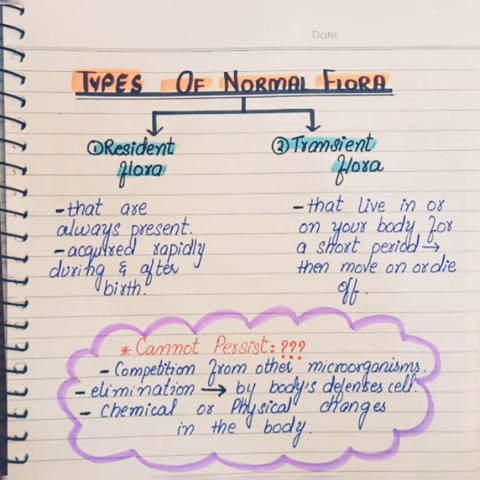 Date
TYPES OF NORMAL FLORA
①Resident
flora
②Transient
flora
-that are
always present.
-acquired rapidly
during & after
birth.
-that live in or
on your body for
a short period→
then move on or die
off.
*Cannot Persist:???
-Competition from other microorganisms.
-elimination → by body's defenses cell.
- Chemical or Physical changes
in the body.